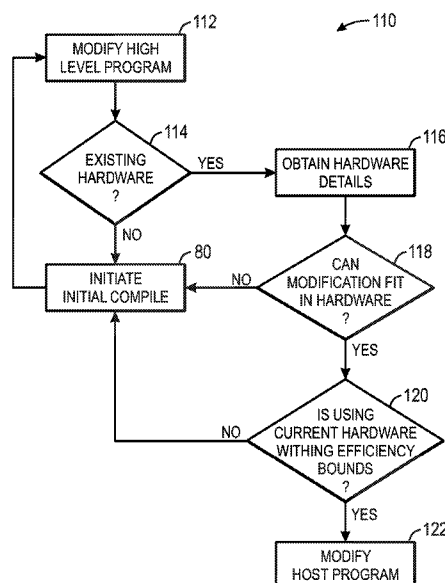 112
110
MODIFY HIGH
LEVEL PROGRAM
114
116
EXISTING
HARDWARE
?
YES
OBTAIN HARDWARE
DETAILS
NO
80
118
INITIATE
INITIAL COMPILE
NO
CAN
MODIFICATION FIT
IN HARDWARE
?
YES
120
NO
IS USING
CURRENT HARDWARE
WITHING EFFICIENCY
BOUNDS
?
YES
122
MODIFY
HOST PROGRAM